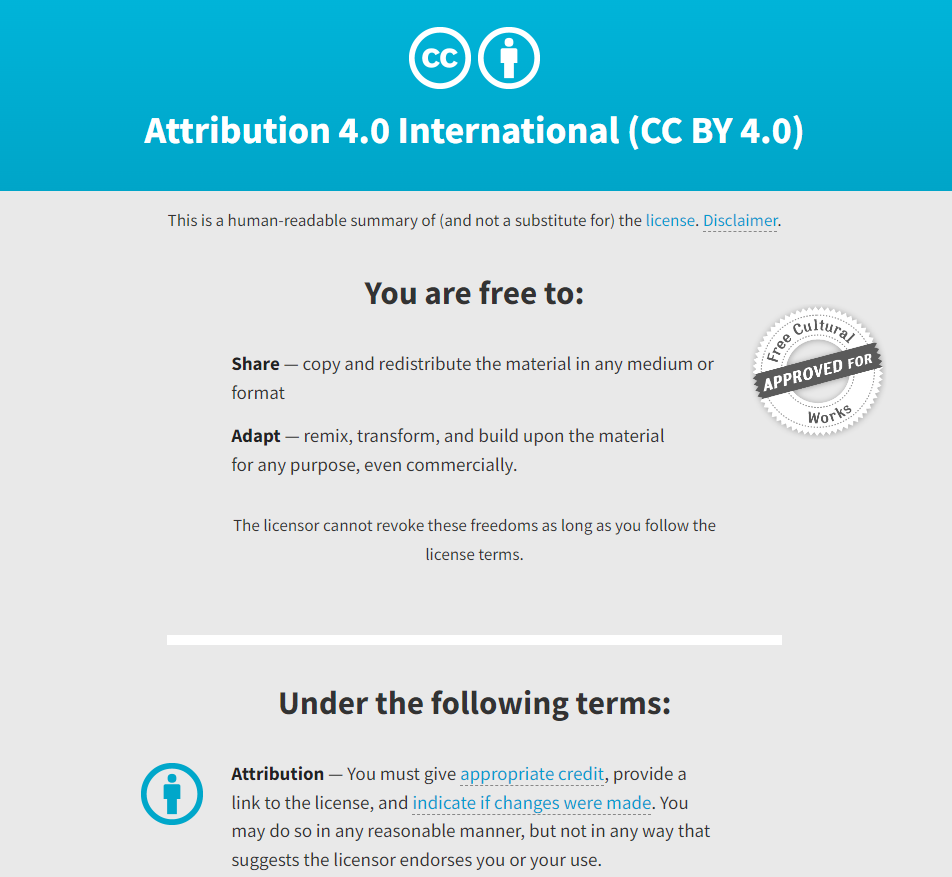 cc
Attribution 4.0 International (CC BY 4.0)
This is a human-readable summary of (and not a substitute for) the license. Disclaimer.
You are free to:
Share — copy and redistribute the material in any medium or
format
Adapt — remix, transform, and build upon the material
for any purpose, even commercially.
Free Cultural
APPROVED FOR
Works
The licensor cannot revoke these freedoms as long as you follow the
license terms.
Under the following terms:
Attribution — You must give appropriate credit, provide a
link to the license, and indicate if changes were made. You
may do so in any reasonable manner, but not in any way that
suggests the licensor endorses you or your use.